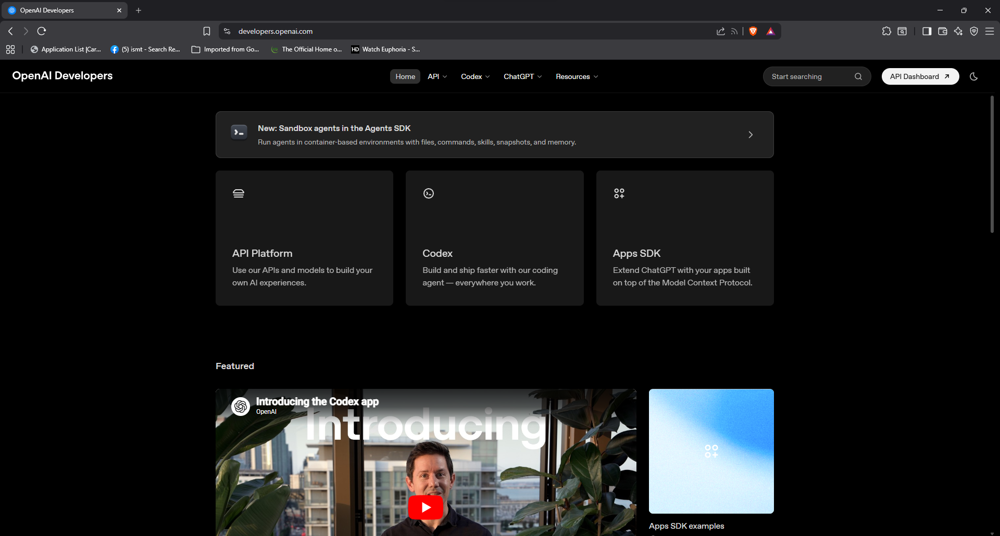 OpenAI Developers
developers.openai.com
Application List |Car...
(5) ismt - Search Re...
Imported from Go...
The Official Home o...
HD
Watch Euphoria - S...
OpenAI Developers
Home
API
Codex
ChatGPT
Resources
Start searching
API Dashboard
New: Sandbox agents in the Agents SDK
Run agents in container-based environments with files, commands, skills, snapshots, and memory.
API Platform
Use our APIs and models to build your
own AI experiences.
Codex
Build and ship faster with our coding
agent — everywhere you work.
Apps SDK
Extend ChatGPT with your apps built
on top of the Model Context Protocol.
Featured
Introducing the Codex app
OpenAI
Introducing
Apps SDK examples